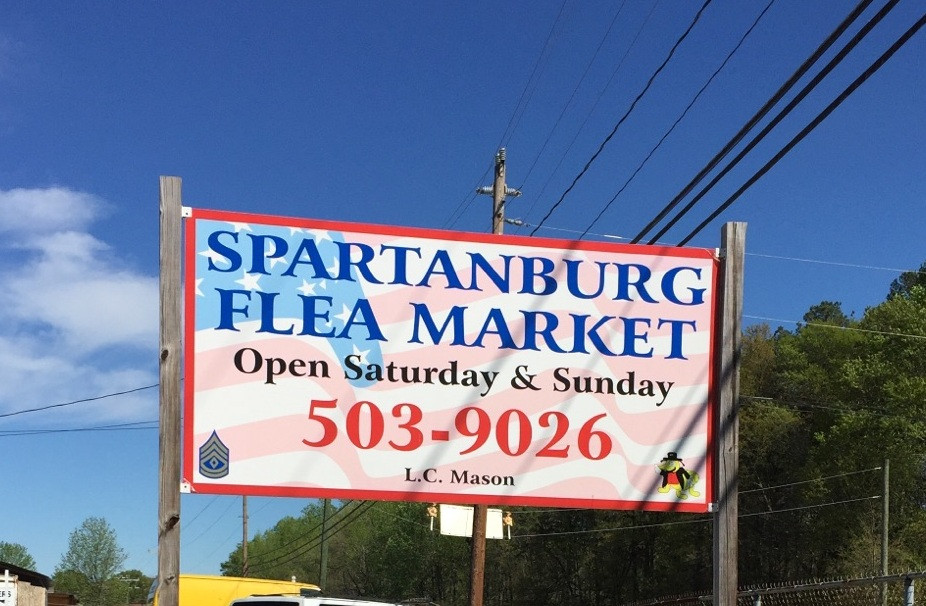 SPARTANBURG
FLEA MARKET
Open Saturday & Sunday
503-9026
L.C. Mason